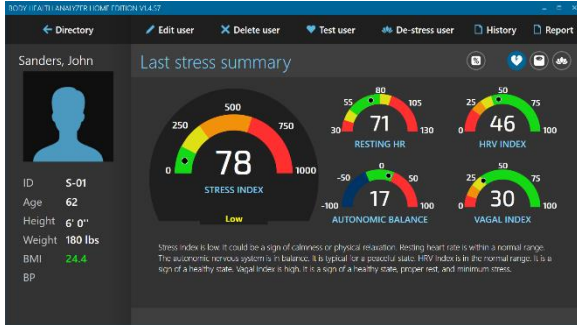 BODY HEALTH ANALYZER HOME EDITION V1.4.57
Directory
Edit user
Delete user
Test user
De-stress user
History
Report
Sanders, John
Last stress summary
ID S-01
Age 62
Height 6' 0''
Weight 180 lbs
BMI 24.4
BP
0
250
500
750
1000
78
STRESS INDEX
Low
30
55
80
105
130
71
RESTING HR
0
25
50
75
100
46
HRV INDEX
-100
-50
0
50
100
17
AUTONOMIC BALANCE
0
25
50
75
100
30
VAGAL INDEX
Stress Index is low. It could be a sign of calmness or physical relaxation. Resting heart rate is within a normal range.
The autonomic nervous system is in balance. It is typical for a peaceful state. HRV Index is in the normal range. It is a
sign of a healthy state. Vagal Index is high. It is a sign of a healthy state, proper rest, and minimum stress.